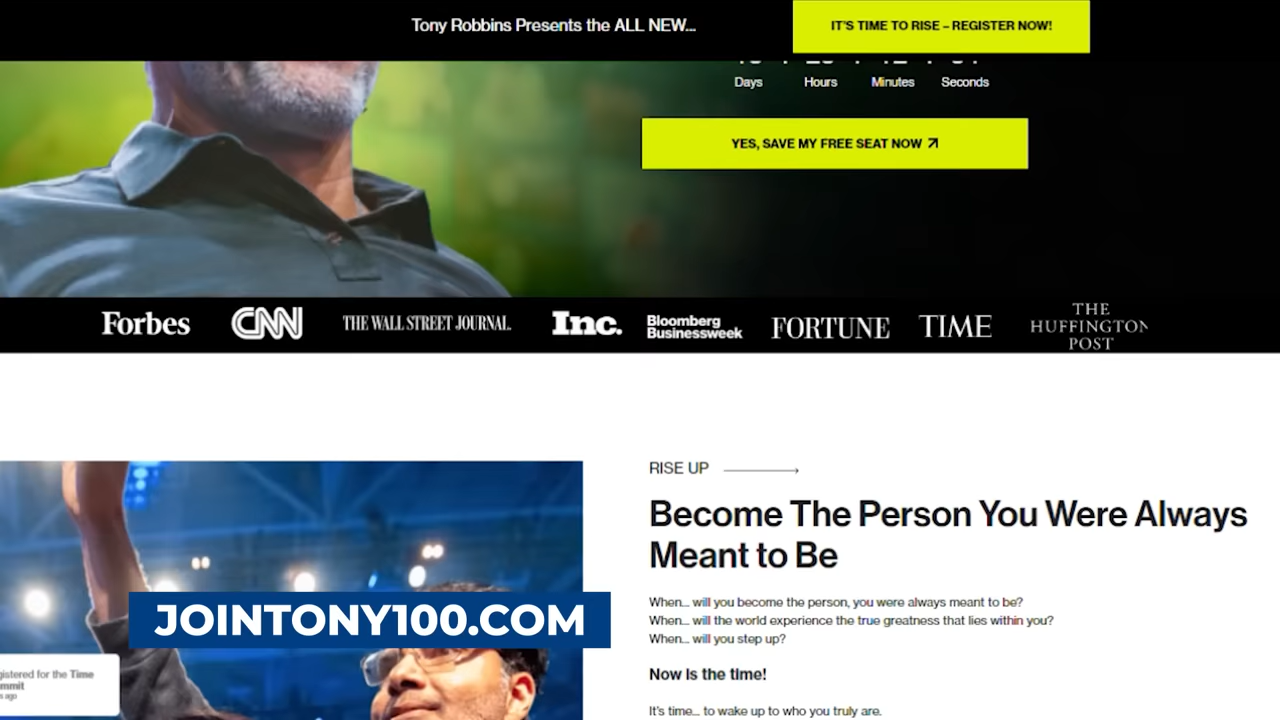 Tony Robbins Presents the ALL NEW...
IT'S TIME TO RISE – REGISTER NOW!
Days Hours Minutes Seconds
YES, SAVE MY FREE SEAT NOW
Forbes CNN THE WALL STREET JOURNAL. Inc. Bloomberg Businessweek FORTUNE TIME THE HUFFINGTON POST
RISE UP
Become The Person You Were Always
Meant to Be
When... will you become the person, you were always meant to be?
When... will the world experience the true greatness that lies within you?
When... will you step up?
Now is the time!
It's time... to wake up to who you truly are.
JOINTONY100.COM
for the Time
ago